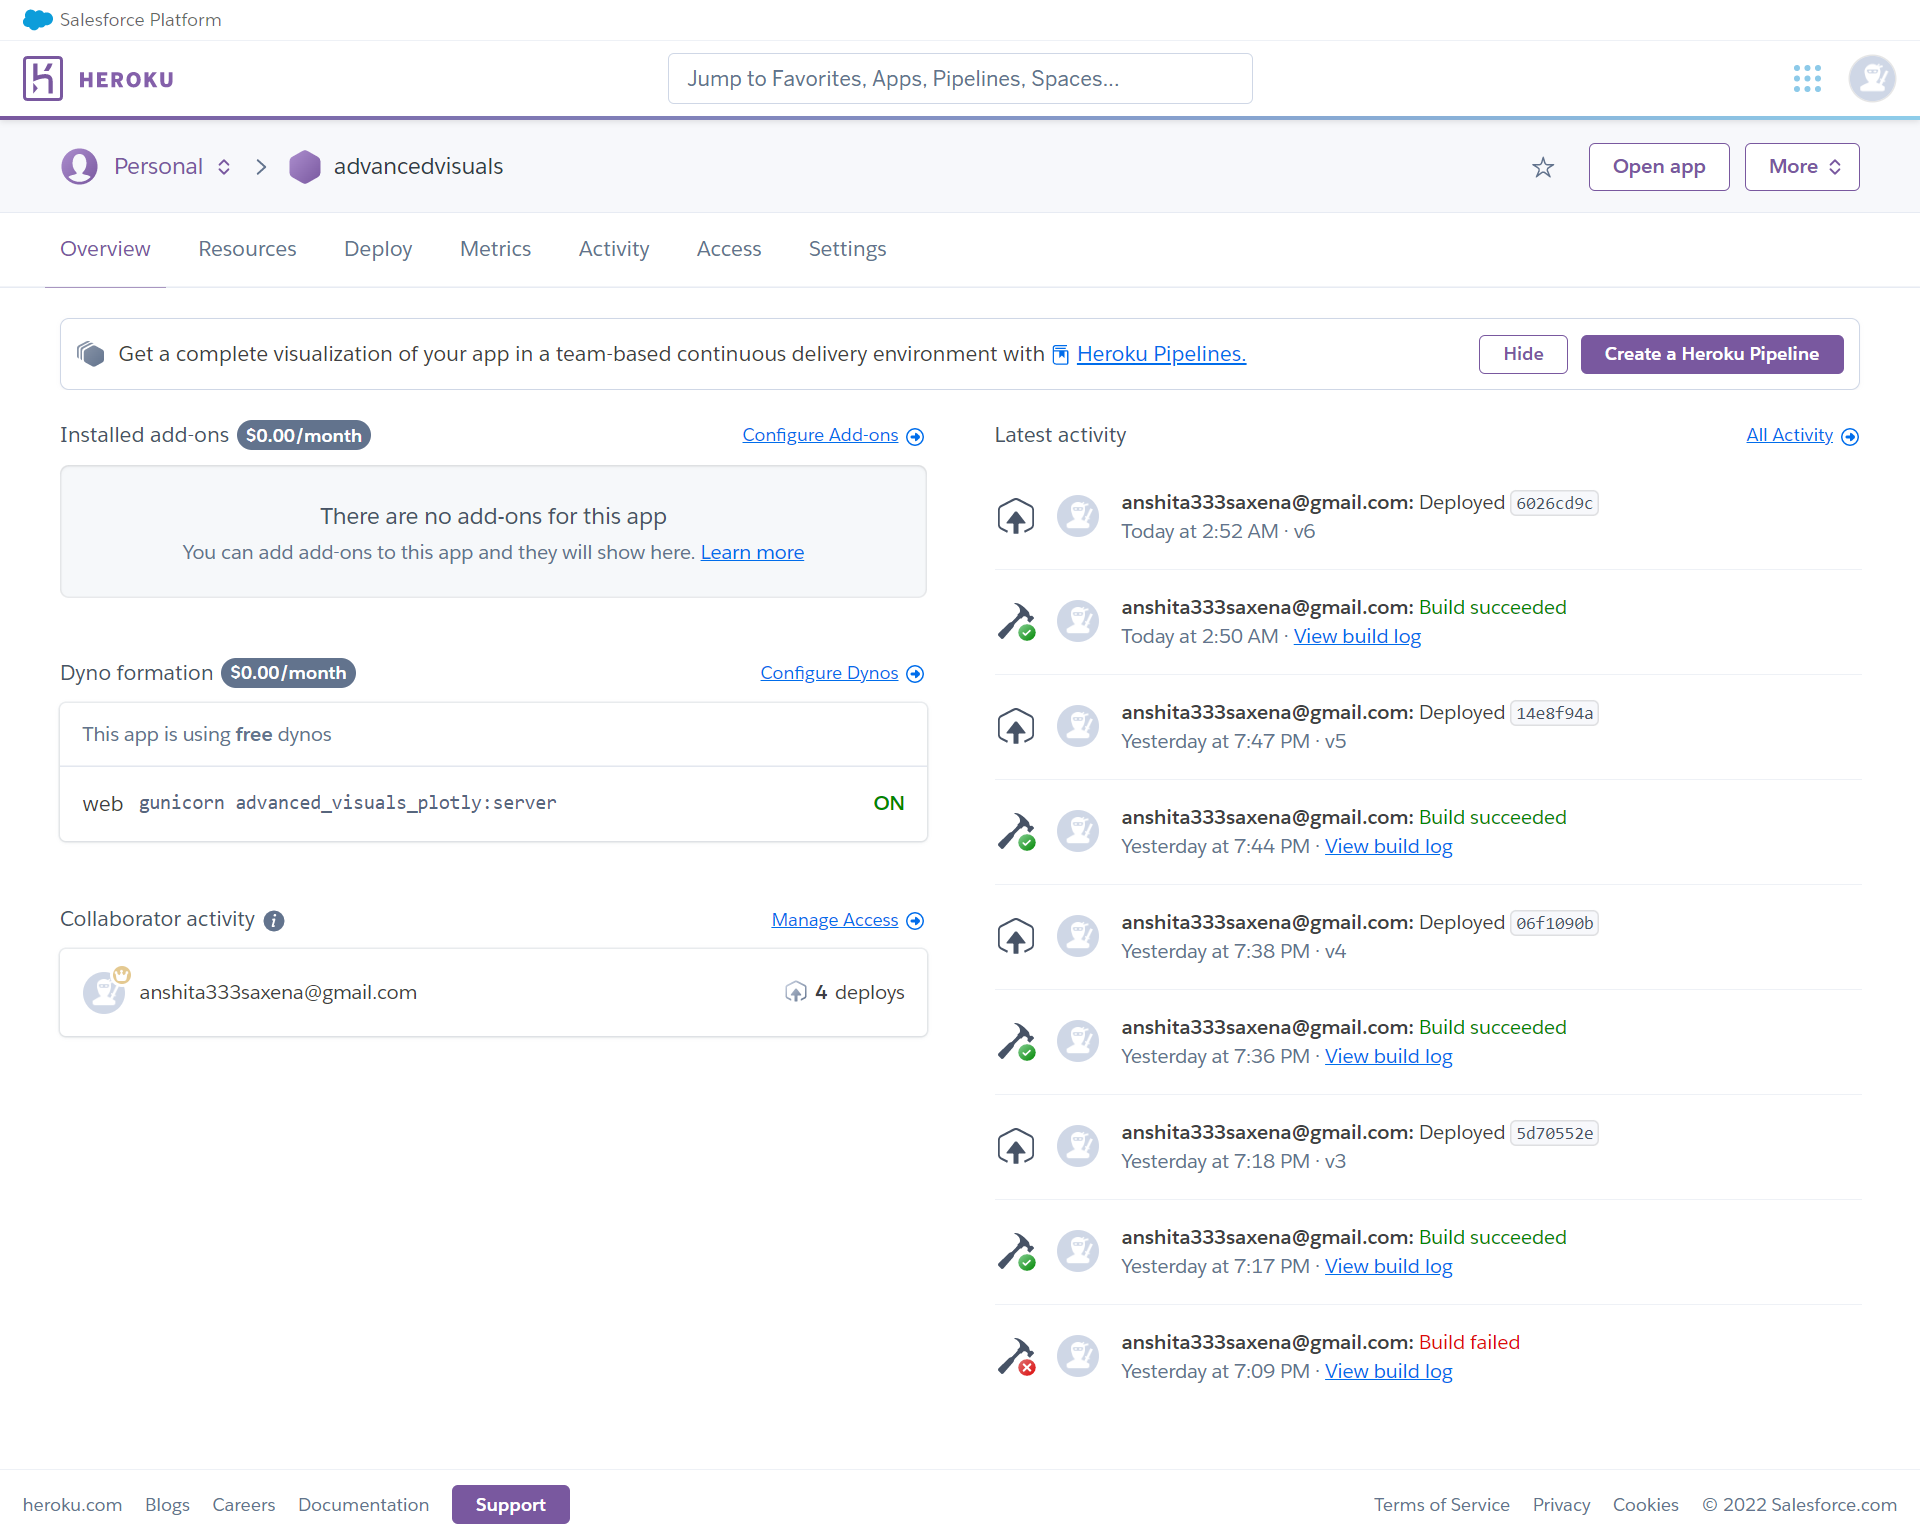 Salesforce Platform
HEROKU
Jump to Favorites, Apps, Pipelines, Spaces...
Personal
advancedvisuals
Open app
More
Overview
Resources
Deploy
Metrics
Activity
Access
Settings
Get a complete visualization of your app in a team-based continuous delivery environment with Heroku Pipelines.
Hide
Create a Heroku Pipeline
Installed add-ons $0.00/month
Configure Add-ons
There are no add-ons for this app
You can add add-ons to this app and they will show here. Learn more
Dyno formation $0.00/month
Configure Dynos
This app is using free dynos
web gunicorn advanced_visuals_plotly:server ON
Collaborator activity
Manage Access
anshita333saxena@gmail.com 4 deploys
Latest activity
All Activity
anshita333saxena@gmail.com: Deployed 6026cd9c
Today at 2:52 AM · v6
anshita333saxena@gmail.com: Build succeeded
Today at 2:50 AM · View build log
anshita333saxena@gmail.com: Deployed 14e8f94a
Yesterday at 7:47 PM · v5
anshita333saxena@gmail.com: Build succeeded
Yesterday at 7:44 PM · View build log
anshita333saxena@gmail.com: Deployed 06f1090b
Yesterday at 7:38 PM · v4
anshita333saxena@gmail.com: Build succeeded
Yesterday at 7:36 PM · View build log
anshita333saxena@gmail.com: Deployed 5d70552e
Yesterday at 7:18 PM · v3
anshita333saxena@gmail.com: Build succeeded
Yesterday at 7:17 PM · View build log
anshita333saxena@gmail.com: Build failed
Yesterday at 7:09 PM · View build log
heroku.com
Blogs
Careers
Documentation
Support
Terms of Service
Privacy
Cookies
© 2022 Salesforce.com